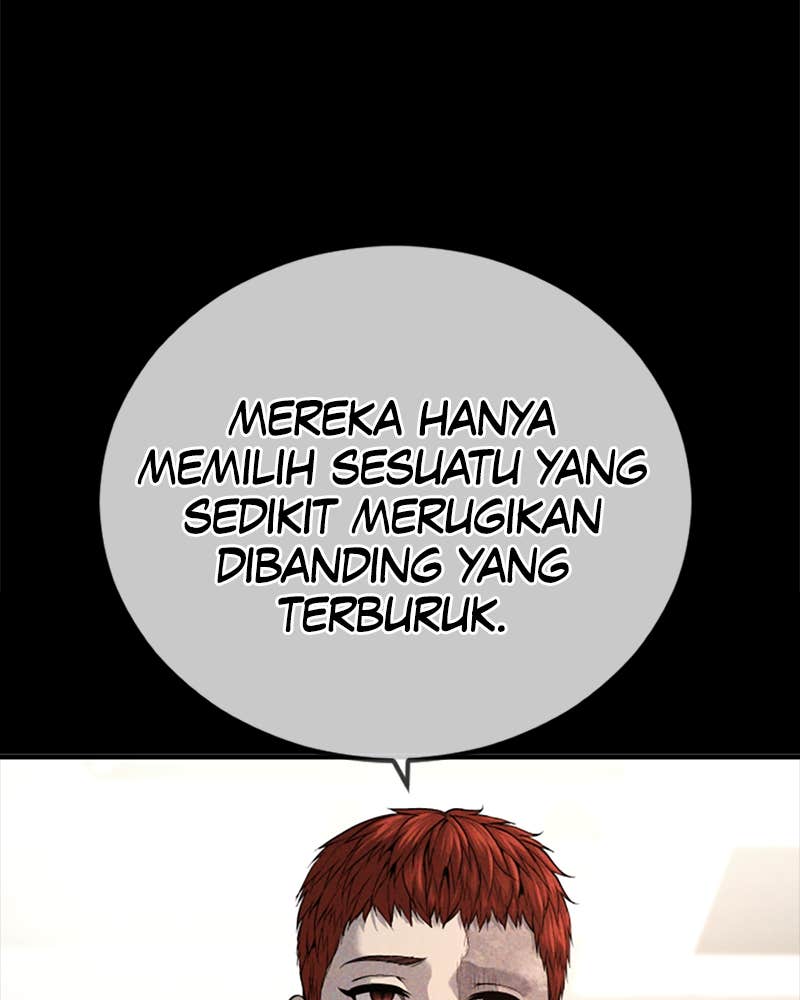 MEREKA HANYA
MEMILIH SESUATU YANG
SEDIKIT MERUGIKAN
DIBANDING YANG
TERBURUK.